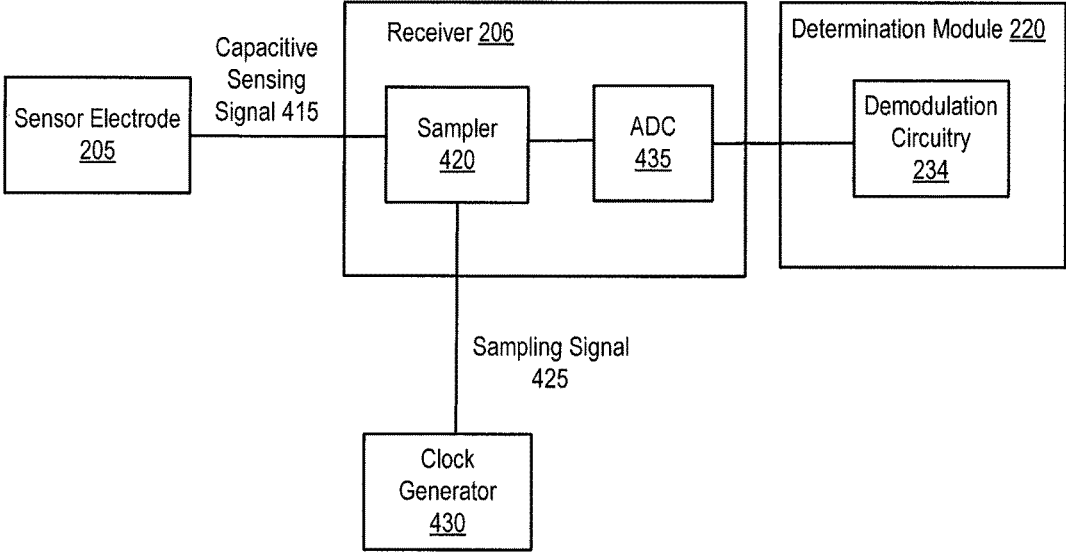 Receiver 206
Determination Module 220
Capacitive
Sensing
Signal 415
Sensor Electrode
205
Sampler
420
ADC
435
Demodulation
Circuitry
234
Sampling Signal
425
Clock
Generator
430